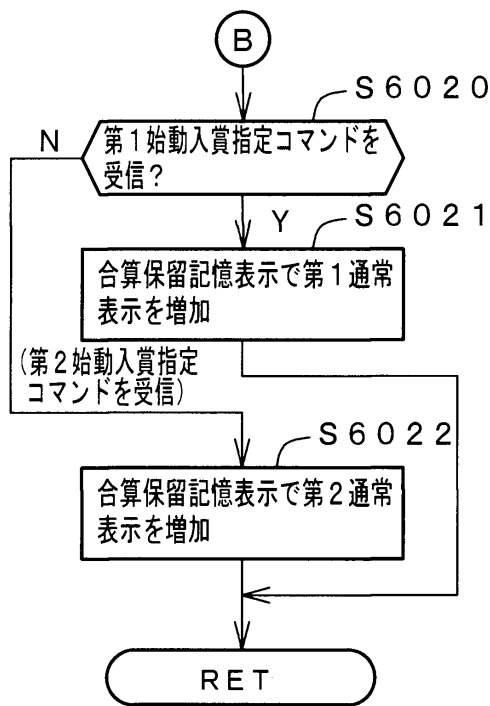 B
S6020
第1始動入賞指定コマンドを
受信?
N
Y
S6021
合算保留記憶表示で第1通常
表示を増加
(第2始動入賞指定
コマンドを受信)
S6022
合算保留記憶表示で第2通常
表示を増加
RET